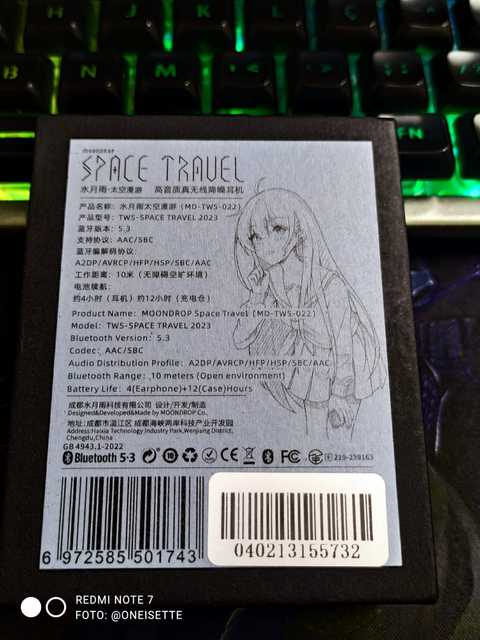 H
J
K
L
Ç
B
N
M
FN
MOONDROP
SPACE TRAVEL
水月雨·太空漫游 高音质真无线降噪耳机
产品名称：水月雨太空漫游（MD-TWS-022）
产品型号：TWS-SPACE TRAVEL 2023
蓝牙版本：5.3
支持协议：AAC/SBC
蓝牙编解码协议：
A2DP/AVRCP/HFP/HSP/SBC/AAC
工作距离：10米（无障碍空旷环境）
电池续航：
约4小时（耳机）约12小时（充电仓）
Product Name：MOONDROP Space Travel（MD-TWS-022）
Model：TWS-SPACE TRAVEL 2023
Bluetooth Version：5.3
Codec：AAC/SBC
Audio Distribution Profile：A2DP/AVRCP/HFP/HSP/SBC/AAC
Bluetooth Range：10 meters (Open environment)
Battery Life：4(Earphone)+12(Case)Hours
成都水月雨科技有限公司 设计/开发/制造
Designed&Developed&Made by MOONDROP Co.,
地址:成都市温江区 成都海峡两岸科技产业开发园
Address:Haixia Technology Industry Park,Wenjiang District,
Chengdu,China
GB 4943.1-2022
Bluetooth 5·3 10 CE FC
6 972585 501743
040213155732
REDMI NOTE 7
FOTO: @ONEISETTE